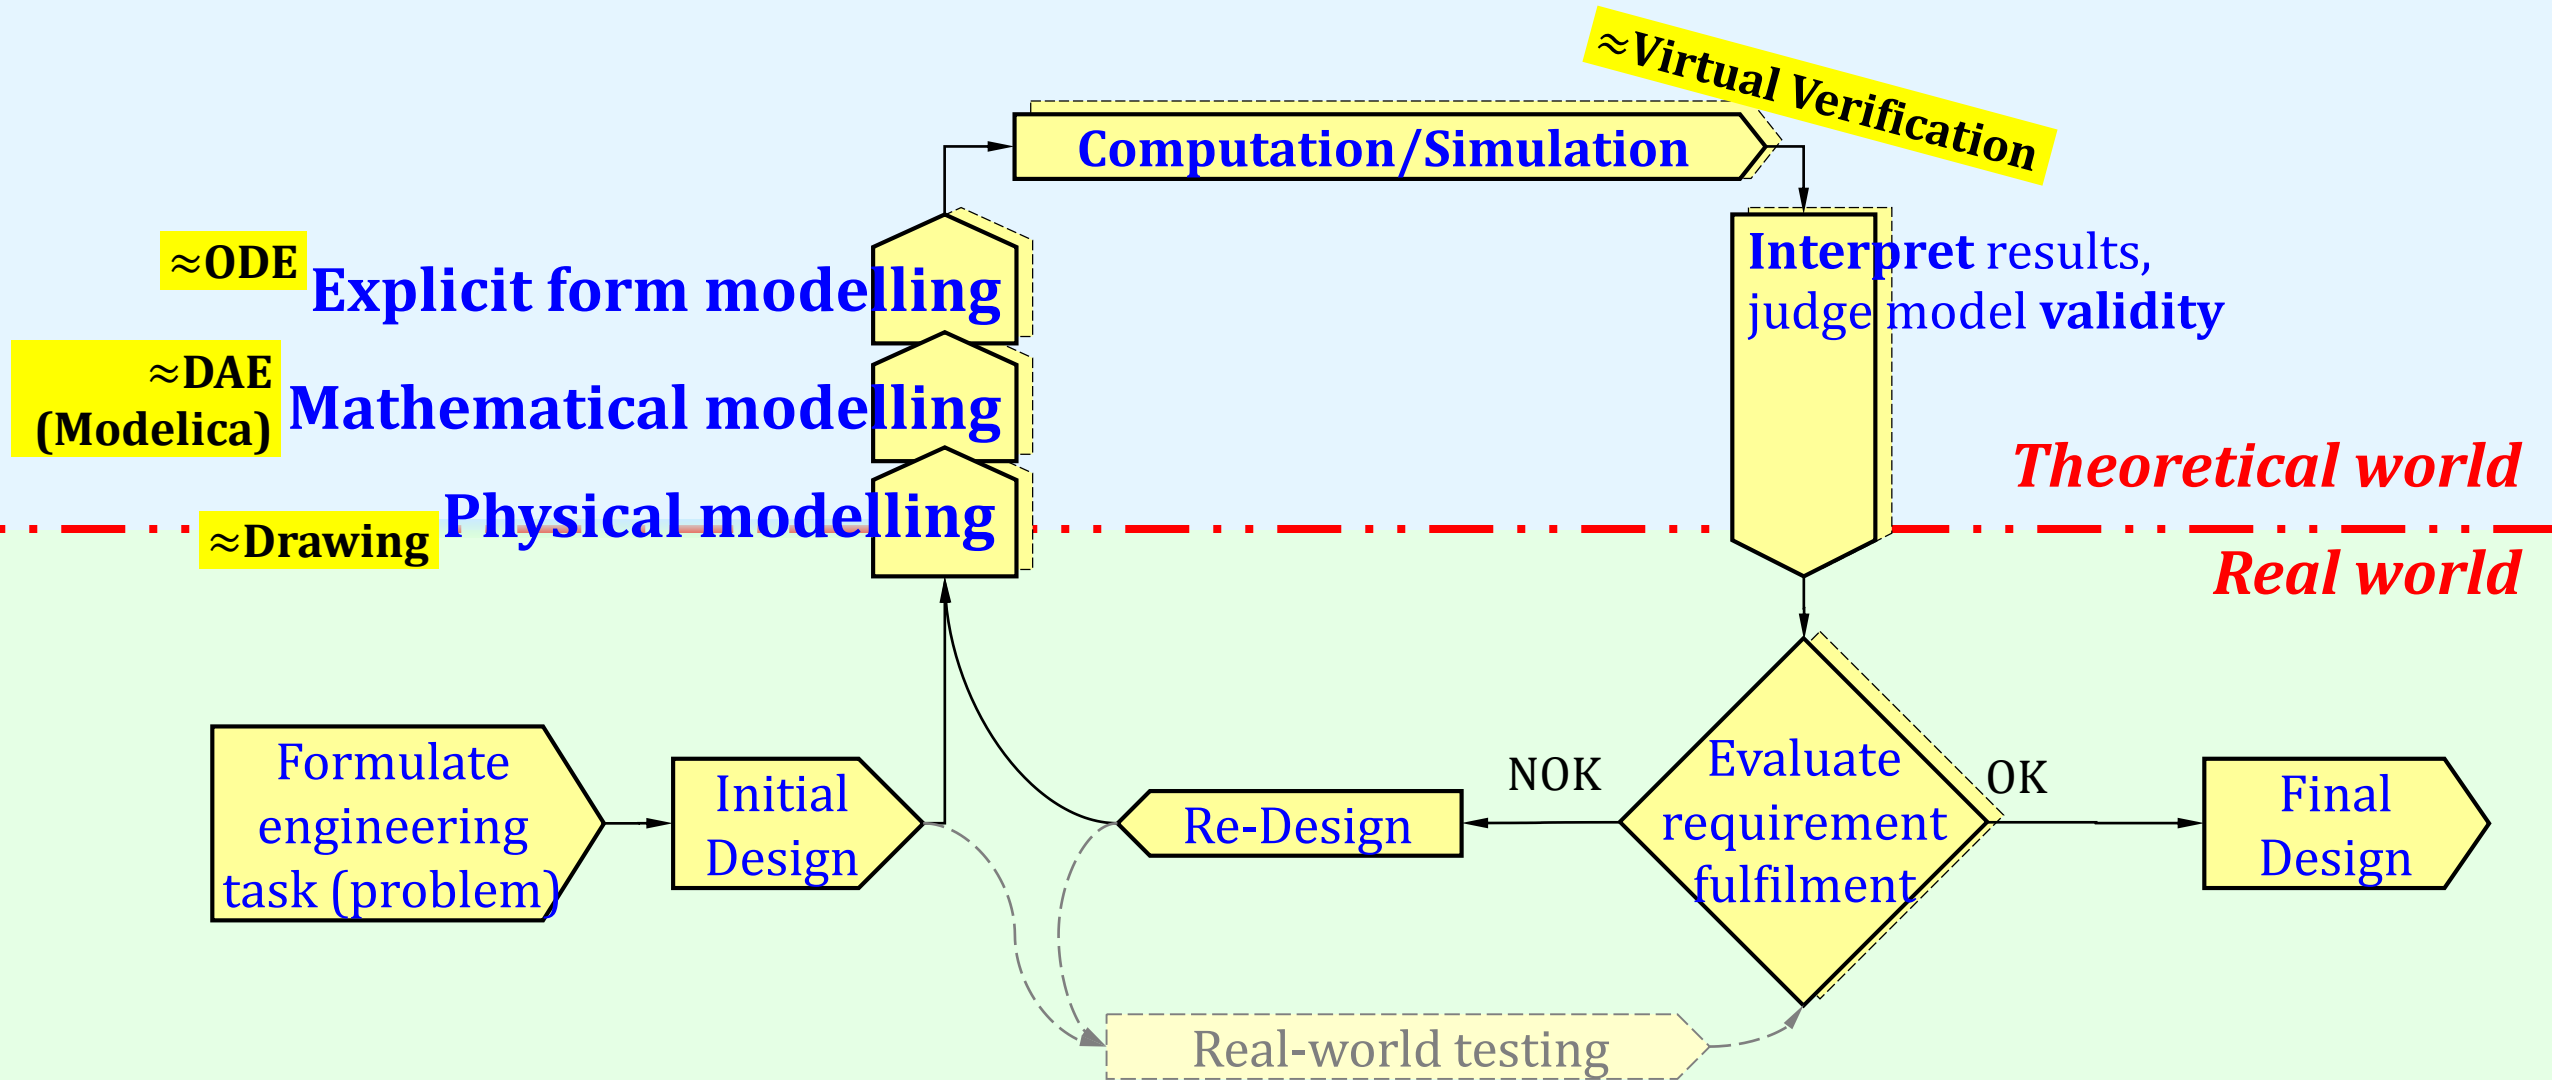 ≈Virtual Verification
Computation/Simulation
≈ODE
Explicit form modelling
Interpret results,
judge model validity
≈DAE
(Modelica)
Mathematical modelling
Theoretical world
≈Drawing
Physical modelling
Real world
Formulate
engineering
task (problem)
Initial
Design
Re-Design
NOK
Evaluate
requirement
fulfilment
OK
Final
Design
Real-world testing